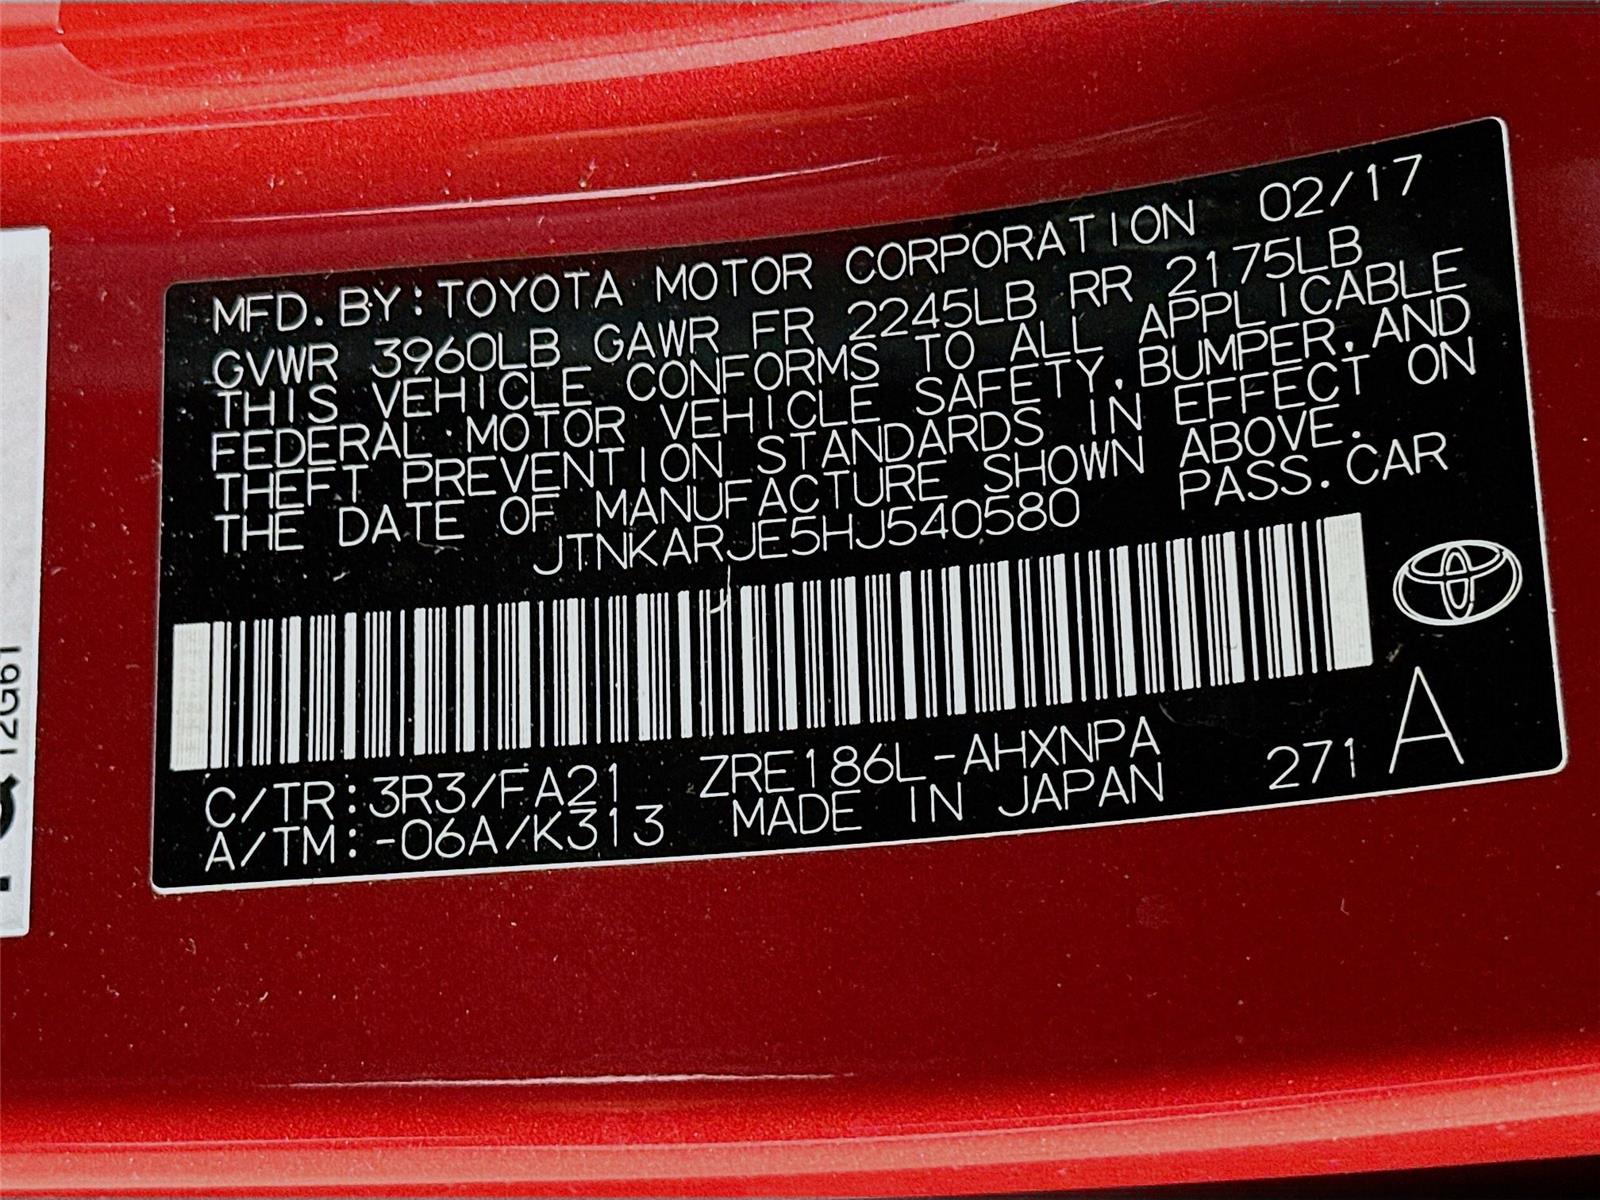 MFD. BY: TOYOTA MOTOR CORPORATION 02/17
GVWR 3960LB GAWR FR 2245LB RR 2175LB
THIS VEHICLE CONFORMS TO ALL APPLICABLE
FEDERAL MOTOR VEHICLE SAFETY, BUMPER, AND
THEFT PREVENTION STANDARDS IN EFFECT ON
THE DATE OF MANUFACTURE SHOWN ABOVE.
JTNKARJE5HJ540580 PASS. CAR
C/TR: 3R3/FA21 ZRE186L-AHXNPA 271 A
A/TM: -06A/K313 MADE IN JAPAN
12G61